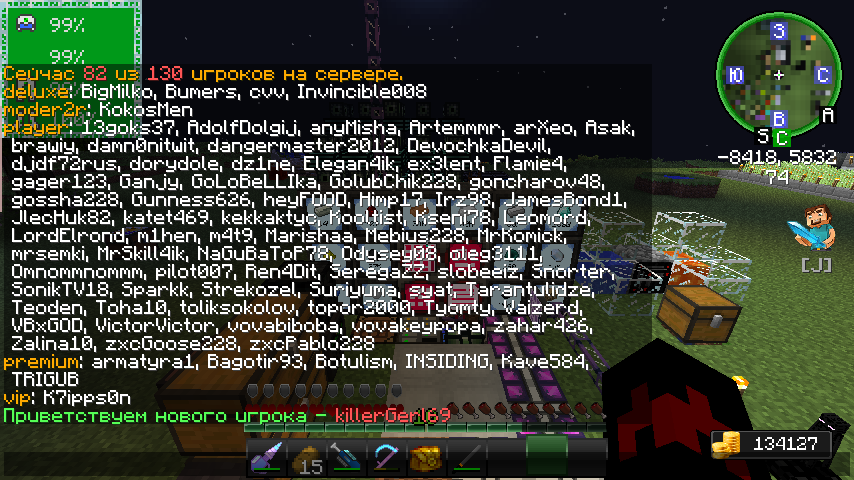 99%
99%
Сейчас 82 из 130 игроков на сервере.
deluxe: BigMilko, Bumers, cvv, Invincible008
moder2r: KokosMen
player: 13goks37, AdolfDolgij, anyMisha, Artemmmr, arXeo, Asak,
brawiy, damn0nitwit, dangermaster2012, DevochkaDevil,
djdf72rus, dorydole, dz1ne, Elegan4ik, ex3lent, Flamie4,
gager123, Ganjy, GoLoBeLLIka, GolubChik228, goncharov48,
gossha228, Gunness626, heyFOOD, Himp17, Irz98, JamesBond1,
JlecHuk82, katet469, kekkaktyc, Kooltist, Kseni78, Leomord,
LordElrond, m1hen, m4t9, Marishaa, Mebius228, MrKomick,
mrsemki, MrSkill4ik, NaGuBaToF78, Odysey08, oleg3111,
Omnommnommm, pilot007, Ren4Dit, Seregazz, slobeeiz, Snorter,
SonikTV18, Sparkk, Strekozel, Suriyuma, syat, Tarantulidze,
Teoden, Toha10, toliksokolov, topor2000, Tyomty, Vaizerd,
VBxGOD, VictorVictor, vovabiboba, vovakeypopa, zahar426,
Zalina10, zxcGoose228, zxcPablo228
premium: armatyra1, Bagotir93, Botulism, INSIDING, Kave584,
TRIGUB
vip: K7ipps0n
Приветствуем нового игрока - killerGerl69
З
Ю
С
В
S
С
A
-8418, 5832
74
[J]
15
134127